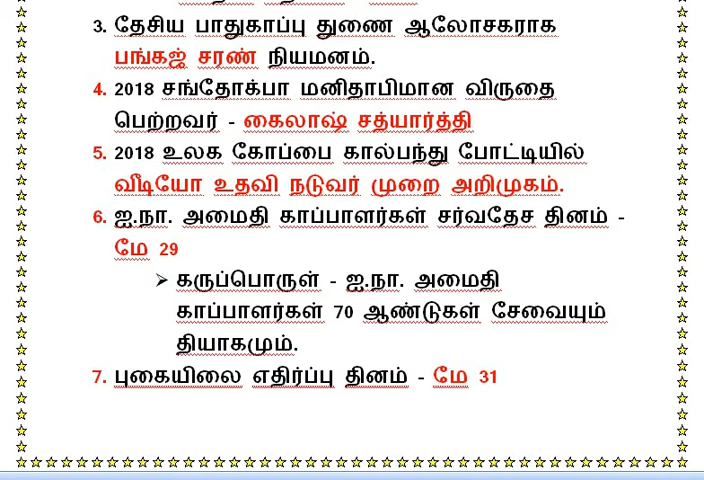 3. தேசிய பாதுகாப்பு துணை ஆலோசகராக
பங்கஜ் சரண் நியமனம்.
4. 2018 சங்தோக்பா மனிதாபிமான விருதை
பெற்றவர் - கைலாஷ் சத்யார்த்தி
5. 2018 உலக கோப்பை கால்பந்து போட்டியில்
வீடியோ உதவி நடுவர் முறை அறிமுகம்.
6. ஐ.நா. அமைதி காப்பாளர்கள் சர்வதேச தினம் -
மே 29
➤ கருப்பொருள் - ஐ.நா. அமைதி
காப்பாளர்கள் 70 ஆண்டுகள் சேவையும்
தியாகமும்.
7. புகையிலை எதிர்ப்பு தினம் - மே 31